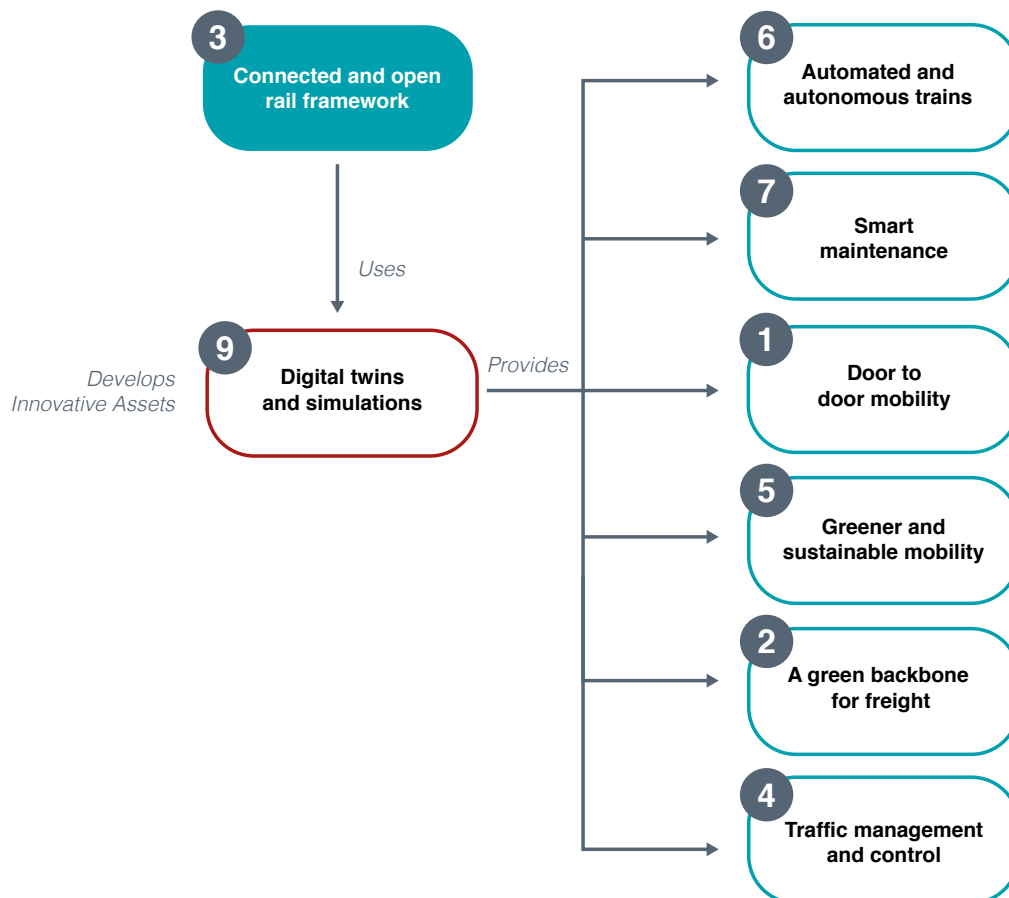 3
Connected and open
rail framework
Uses
9
Digital twins
and simulations
Develops
Innovative Assets
Provides
6
Automated and
autonomous trains
7
Smart
maintenance
1
Door to
door mobility
5
Greener and
sustainable mobility
2
A green backbone
for freight
4
Traffic management
and control